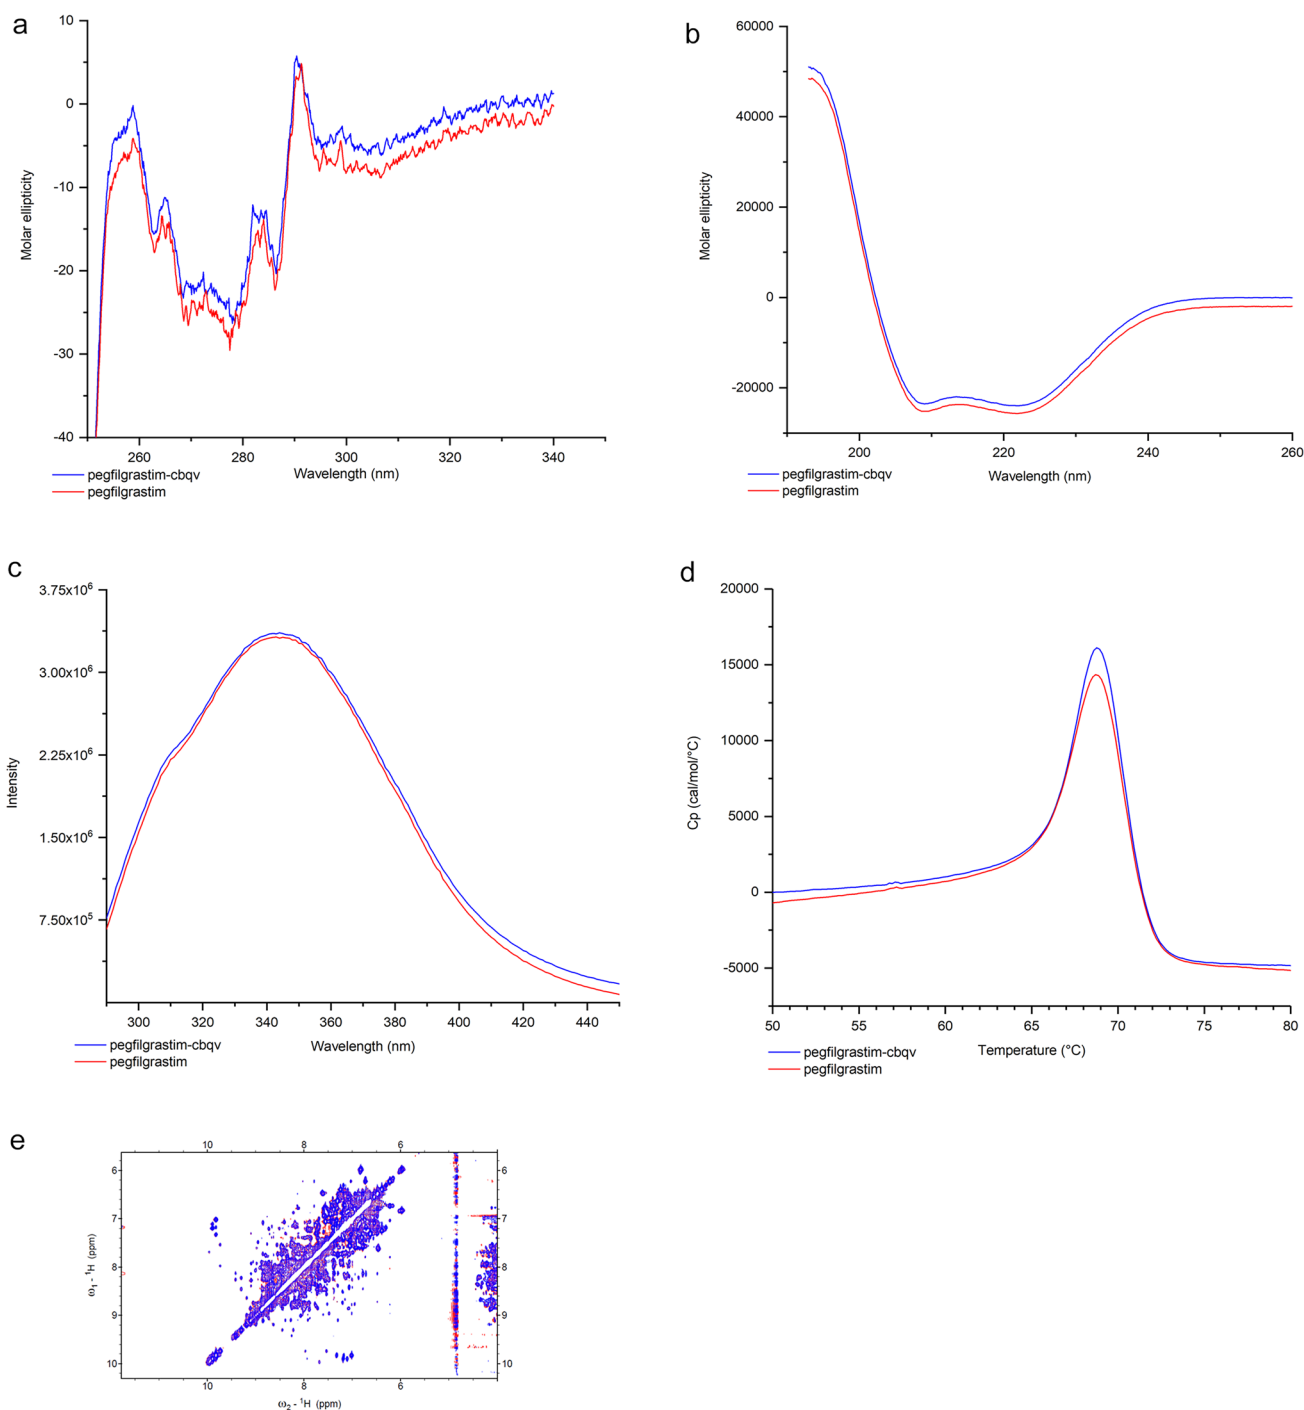 a
10
0
-10
-20
-30
-40
Molar ellipticity
260 280 300 320 340
Wavelength (nm)
pegfilgrastim-cbqv
pegfilgrastim
b
60000
40000
20000
0
-20000
Molar ellipticity
200 220 240 260
Wavelength (nm)
pegfilgrastim-cbqv
pegfilgrastim
c
3.75x10⁶
3.00x10⁶
2.25x10⁶
1.50x10⁶
7.50x10⁵
Intensity
300 320 340 360 380 400 420 440
Wavelength (nm)
pegfilgrastim-cbqv
pegfilgrastim
d
20000
15000
10000
5000
0
-5000
Cp (cal/mol/°C)
50 55 60 65 70 75 80
Temperature (°C)
pegfilgrastim-cbqv
pegfilgrastim
e
10 8 6
6 6
7 7
8 8
9 9
10 10
ω₁ - ¹H (ppm)
10 8 6
ω₂ - ¹H (ppm)